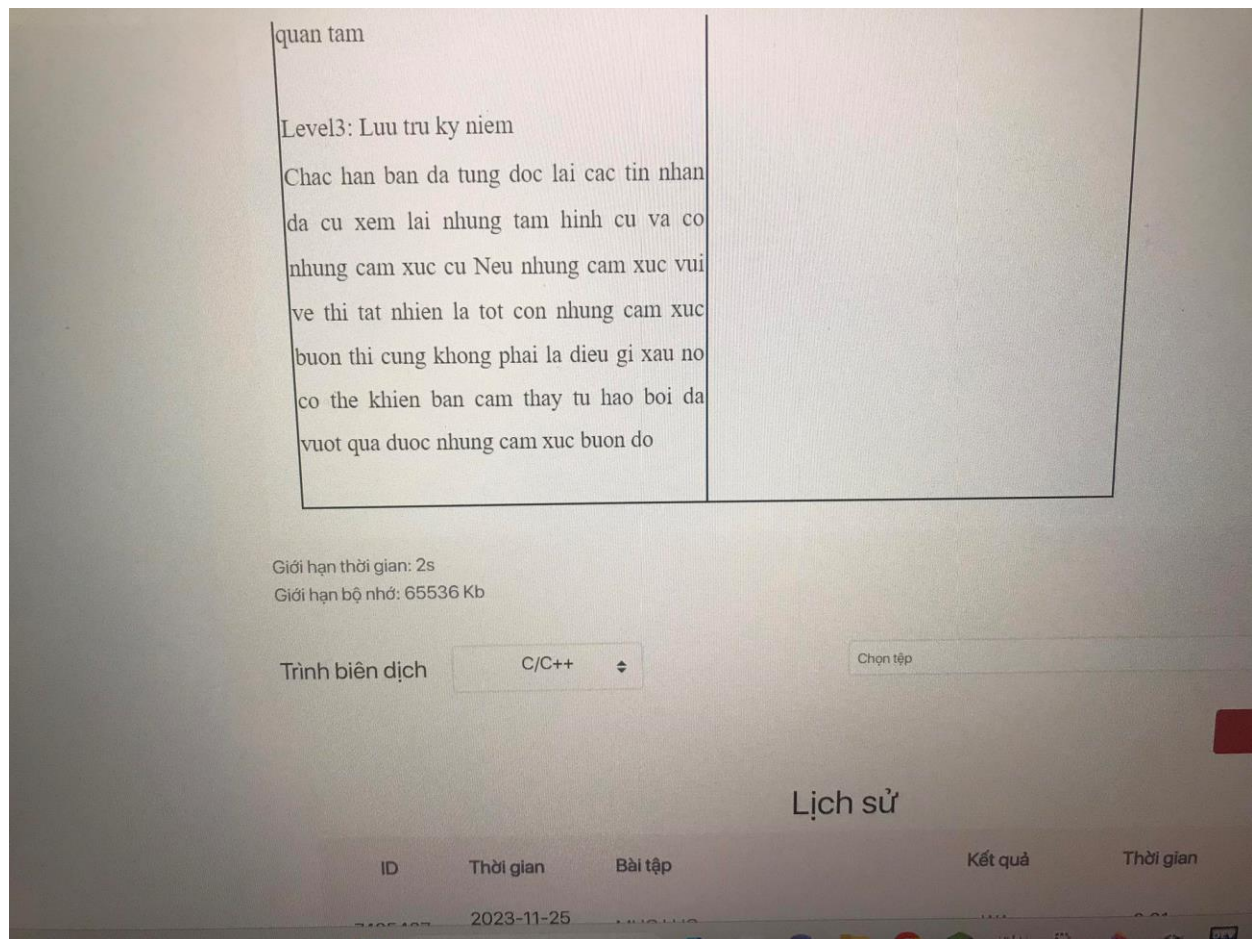 quan tam
Level3: Luu tru ky niem
Chac han ban da tung doc lai cac tin nhan
da cu xem lai nhung tam hinh cu va co
nhung cam xuc cu Neu nhung cam xuc vui
ve thi tat nhien la tot con nhung cam xuc
buon thi cung khong phai la dieu gi xau no
co the khien ban cam thay tu hao boi da
vuot qua duoc nhung cam xuc buon do
Giới hạn thời gian: 2s
Giới hạn bộ nhớ: 65536 Kb
Trình biên dịch C/C++ Chọn tệp
Lịch sử
ID Thời gian Bài tập Kết quả Thời gian
2023-11-25